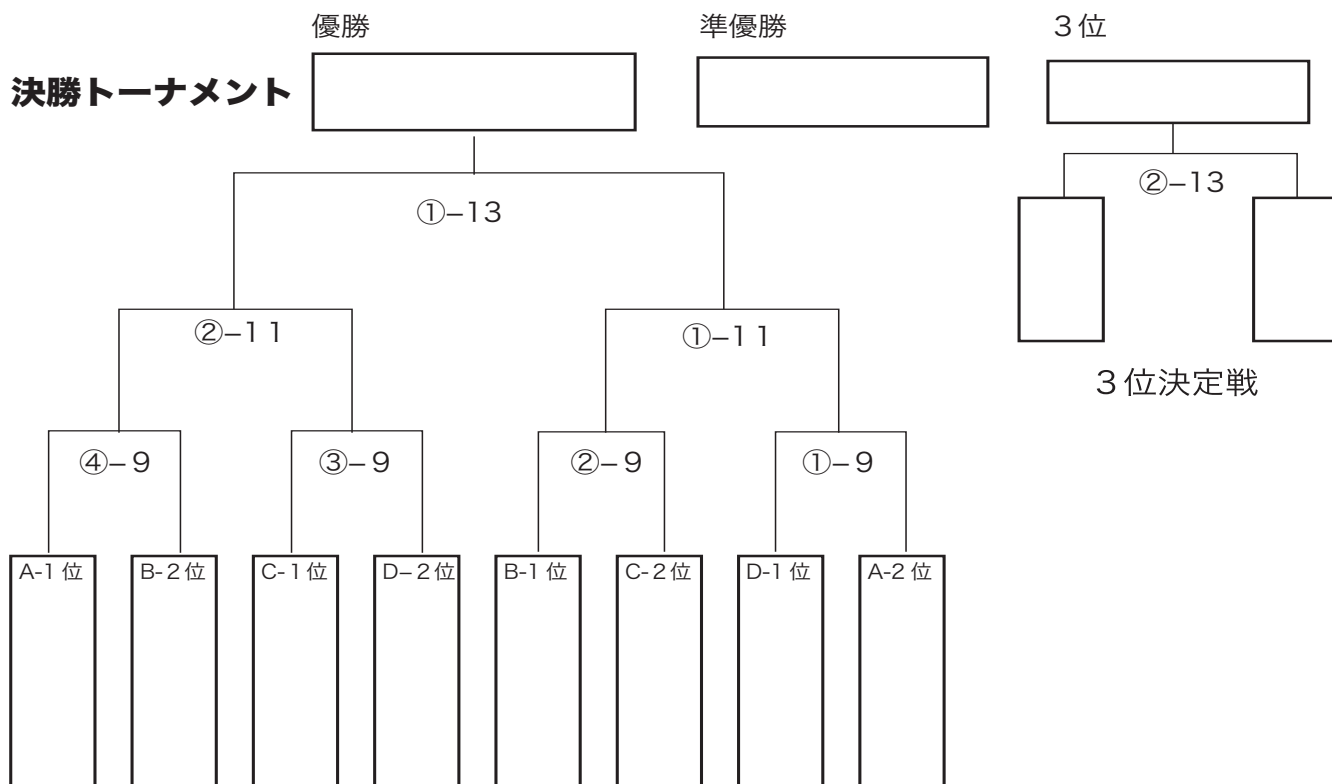 優勝
準優勝
３位
決勝トーナメント
②–13
①–13
②–1１
①–1１
３位決定戦
④–９
③–９
②–９
①–９
A-1 位
B-２位
C-１位
D–２位
B-1 位
C-２位
D-1 位
A-２位